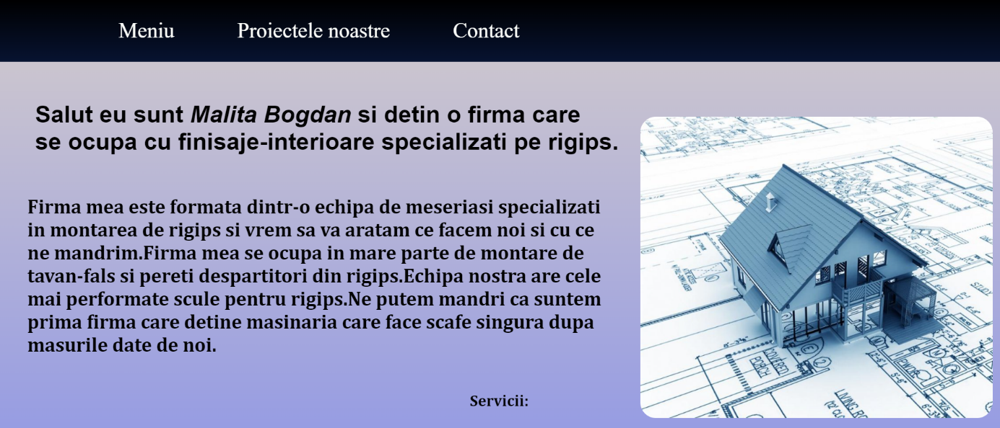 Meniu Proiectele noastre Contact
Salut eu sunt Malita Bogdan si detin o firma care
se ocupa cu finisaje-interioare specializati pe rigips.
Firma mea este formata dintr-o echipa de meseriasi specializati
in montarea de rigips si vrem sa va aratam ce facem noi si cu ce
ne mandrim.Firma mea se ocupa in mare parte de montare de
tavan-fals si pereti despartitori din rigips.Echipa nostra are cele
mai performate scule pentru rigips.Ne putem mandri ca suntem
prima firma care detine masinaria care face scafe singura dupa
masurile date de noi.
Servicii:
COVERED
PORCH
LIVING